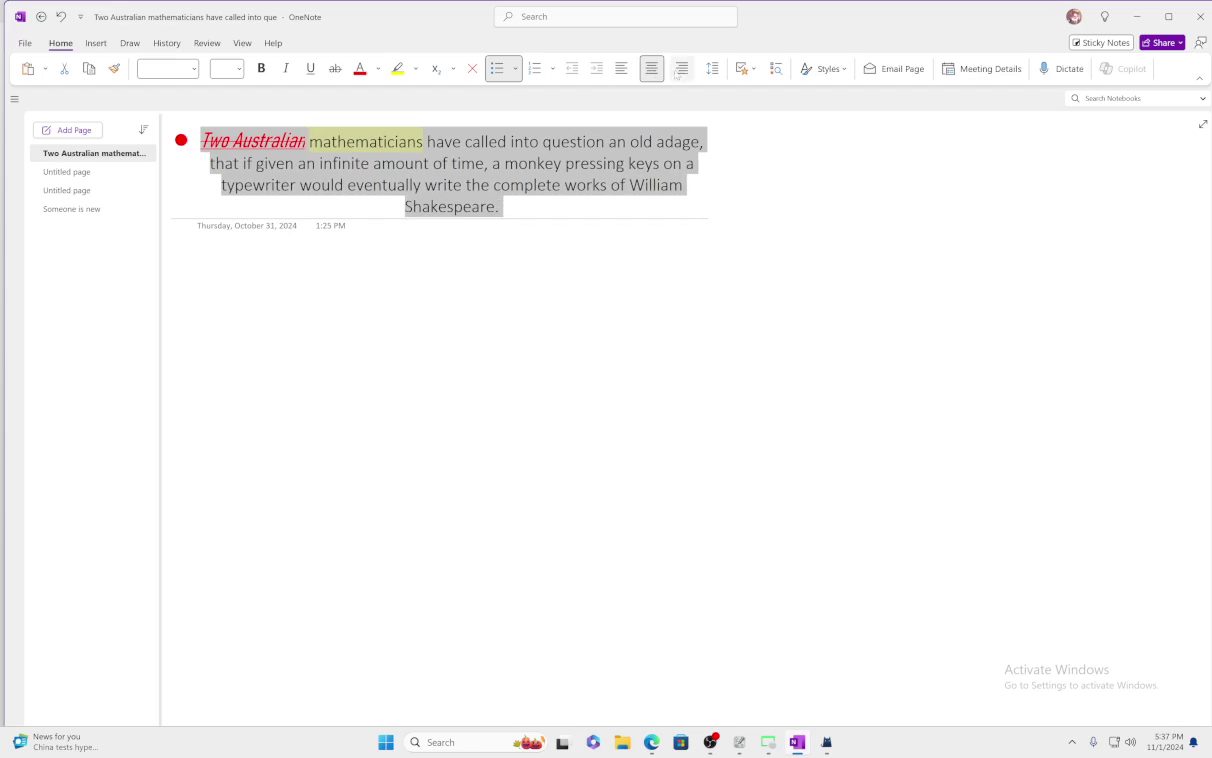 Two Australian mathematicians have called into que - OneNote
Search
File Home Insert Draw History Review View Help
Sticky Notes
Share
Styles
Email Page
Meeting Details
Dictate
Copilot
Search Notebooks
Add Page
Two Australian mathemat...
Untitled page
Untitled page
Someone is new
Two Australian mathematicians have called into question an old adage,
that if given an infinite amount of time, a monkey pressing keys on a
typewriter would eventually write the complete works of William
Shakespeare.
Thursday, October 31, 2024 1:25 PM
Activate Windows
Go to Settings to activate Windows.
News for you
China tests hype...
Search
5:37 PM
11/1/2024